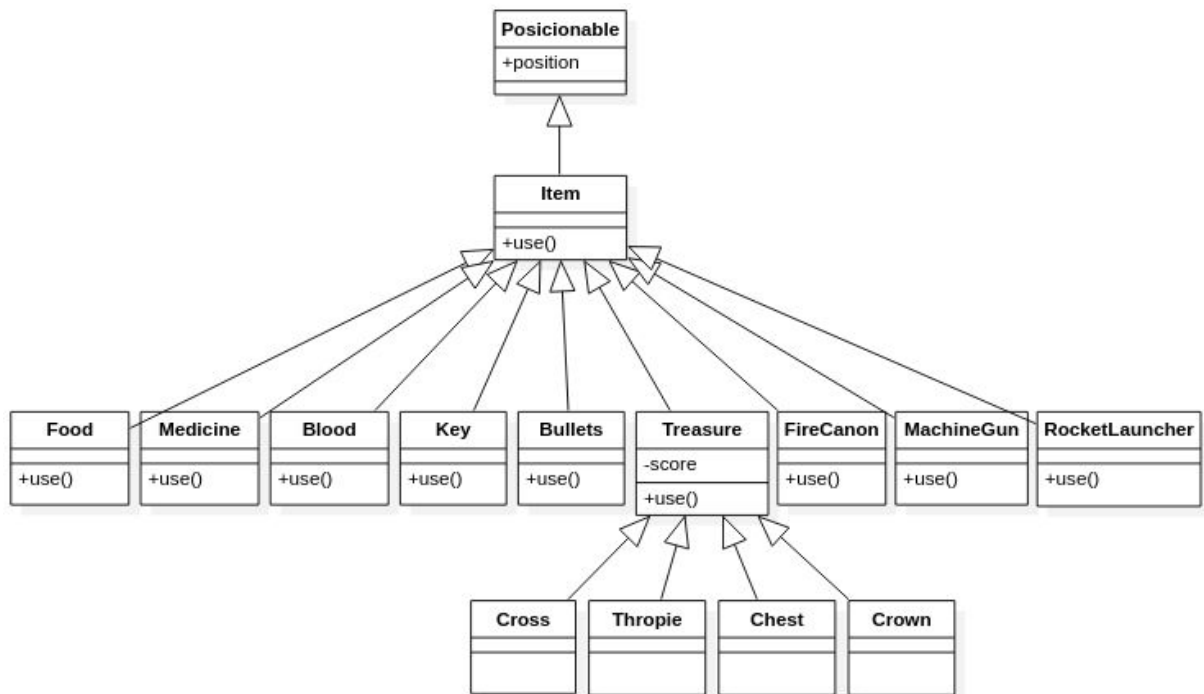 Posicionable
+position
Item
+use()
Food
+use()
Medicine
+use()
Blood
+use()
Key
+use()
Bullets
+use()
Treasure
-score
+use()
FireCanon
+use()
MachineGun
+use()
RocketLauncher
+use()
Cross
Thropie
Chest
Crown